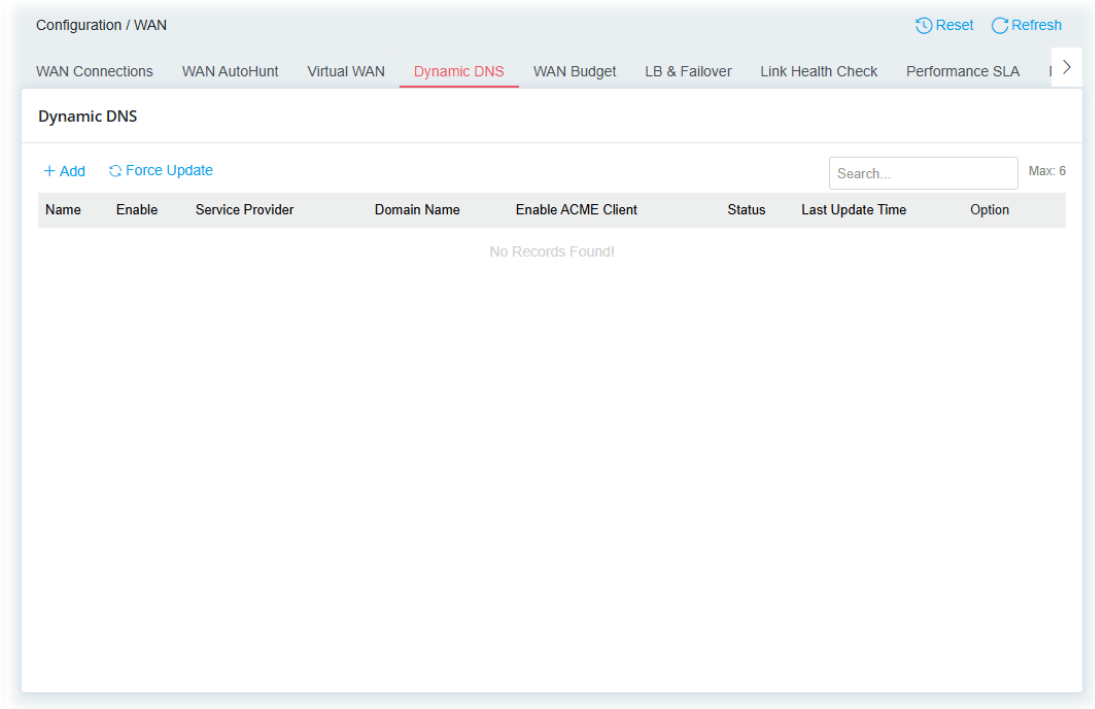 Configuration / WAN Reset Refresh
WAN Connections WAN AutoHunt Virtual WAN Dynamic DNS WAN Budget LB & Failover Link Health Check Performance SLA
Dynamic DNS
+ Add Force Update Search... Max: 6
Name Enable Service Provider Domain Name Enable ACME Client Status Last Update Time Option
No Records Found!